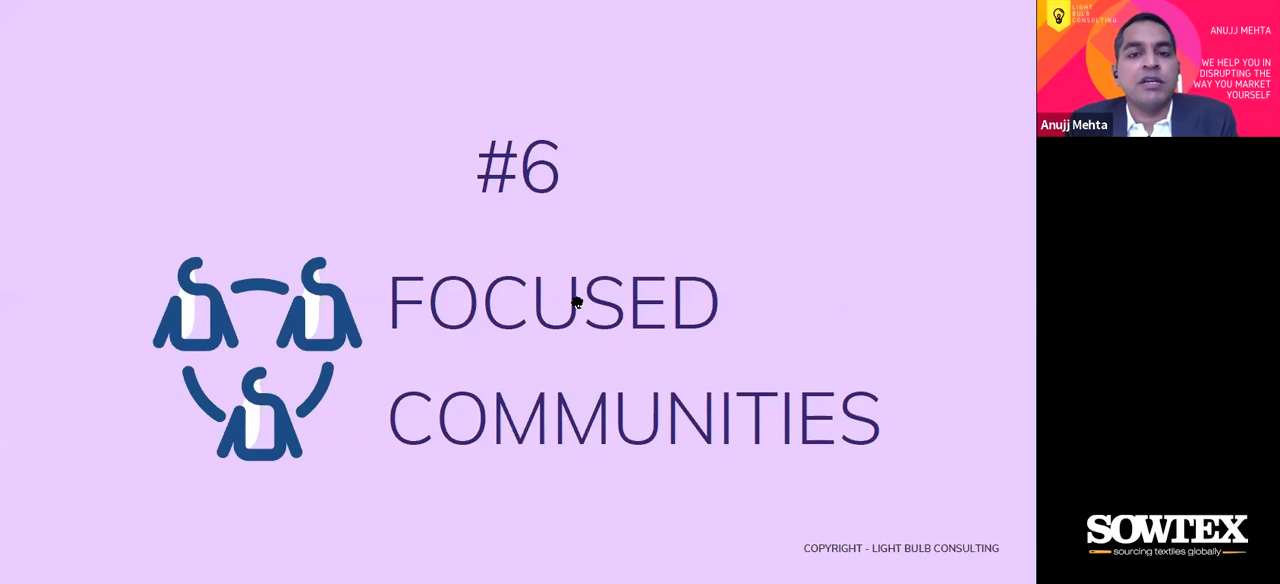 #6
FOCUSED
COMMUNITIES
COPYRIGHT - LIGHT BULB CONSULTING
LIGHT
BULB
CONSULTING
ANUJJ MEHTA
WE HELP YOU IN
DISRUPTING THE
WAY YOU MARKET
YOURSELF
Anujj Mehta
SOWTEX
sourcing textiles globally